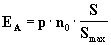 E_A = p · n_0 · S / S_max